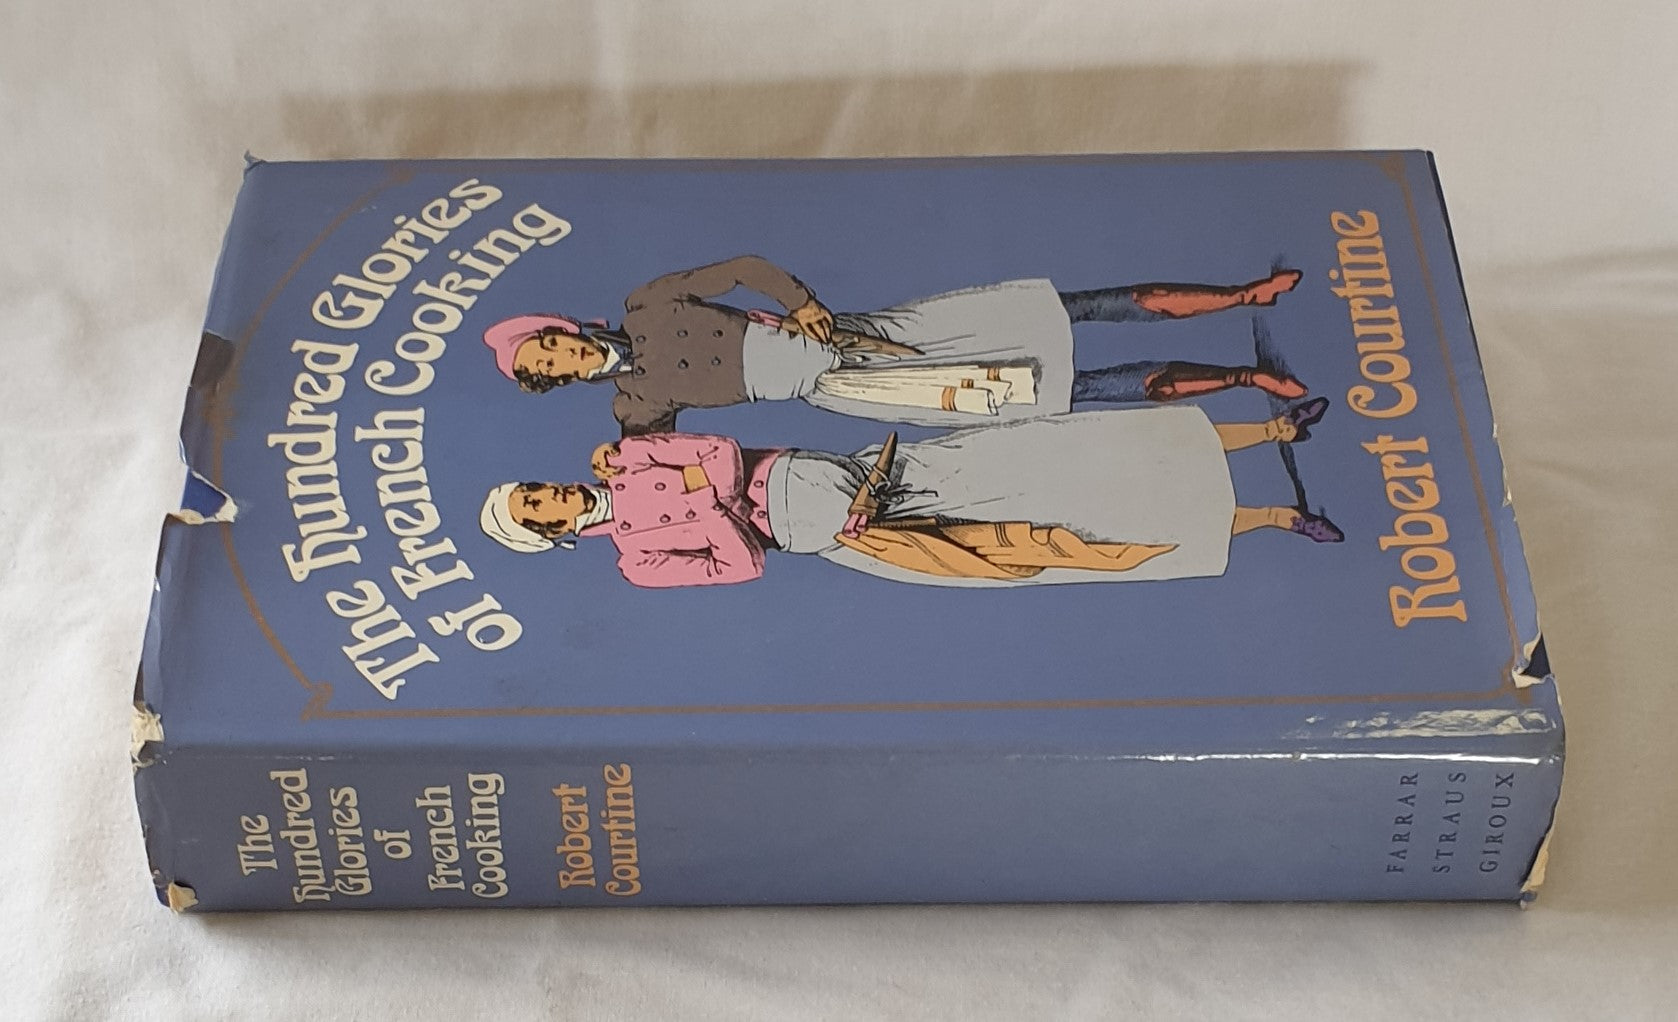 The Hundred Glories
of French Cooking
Robert Courtine
The
Hundred
Glories
of
French
Cooking
Robert
Courtine
FARRAR
STRAUS
GIROUX